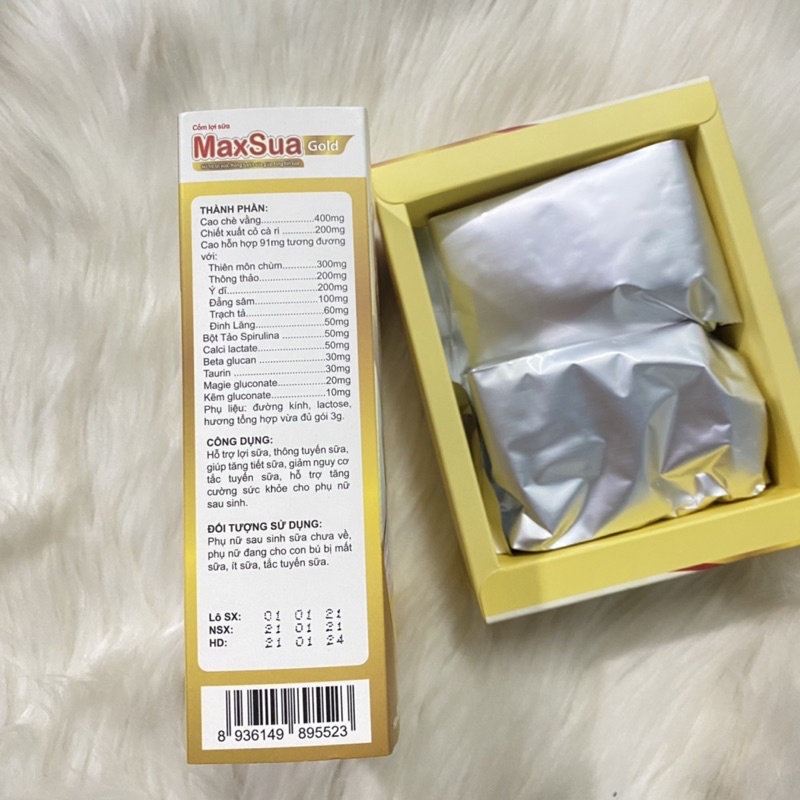 Cốm lợi sữa
MaxSua Gold
THÀNH PHẦN:
Cao chè vằng....................400mg
Chiết xuất cỏ cà ri ............200mg
Cao hỗn hợp 91mg tương đương
với:
Thiên môn chùm............300mg
Thông thảo.....................200mg
Ý dĩ.................................200mg
Đẳng sâm.......................100mg
Trạch tả............................60mg
Đinh Lăng.........................50mg
Bột Tảo Spirulina ..............50mg
Calci lactate.......................50mg
Beta glucan .......................30mg
Taurin ................................30mg
Magie gluconate.................20mg
Kẽm gluconate...................10mg
Phụ liệu: đường kính, lactose,
hương tổng hợp vừa đủ gói 3g.
CÔNG DỤNG:
Hỗ trợ lợi sữa, thông tuyến sữa,
giúp tăng tiết sữa, giảm nguy cơ
tắc tuyến sữa, hỗ trợ tăng
cường sức khỏe cho phụ nữ
sau sinh.
ĐỐI TƯỢNG SỬ DỤNG:
Phụ nữ sau sinh sữa chưa về,
phụ nữ đang cho con bú bị mất
sữa, ít sữa, tắc tuyến sữa.
Lô SX: 01 01 21
NSX: 21 01 21
HD: 21 01 24
8 936149 895523